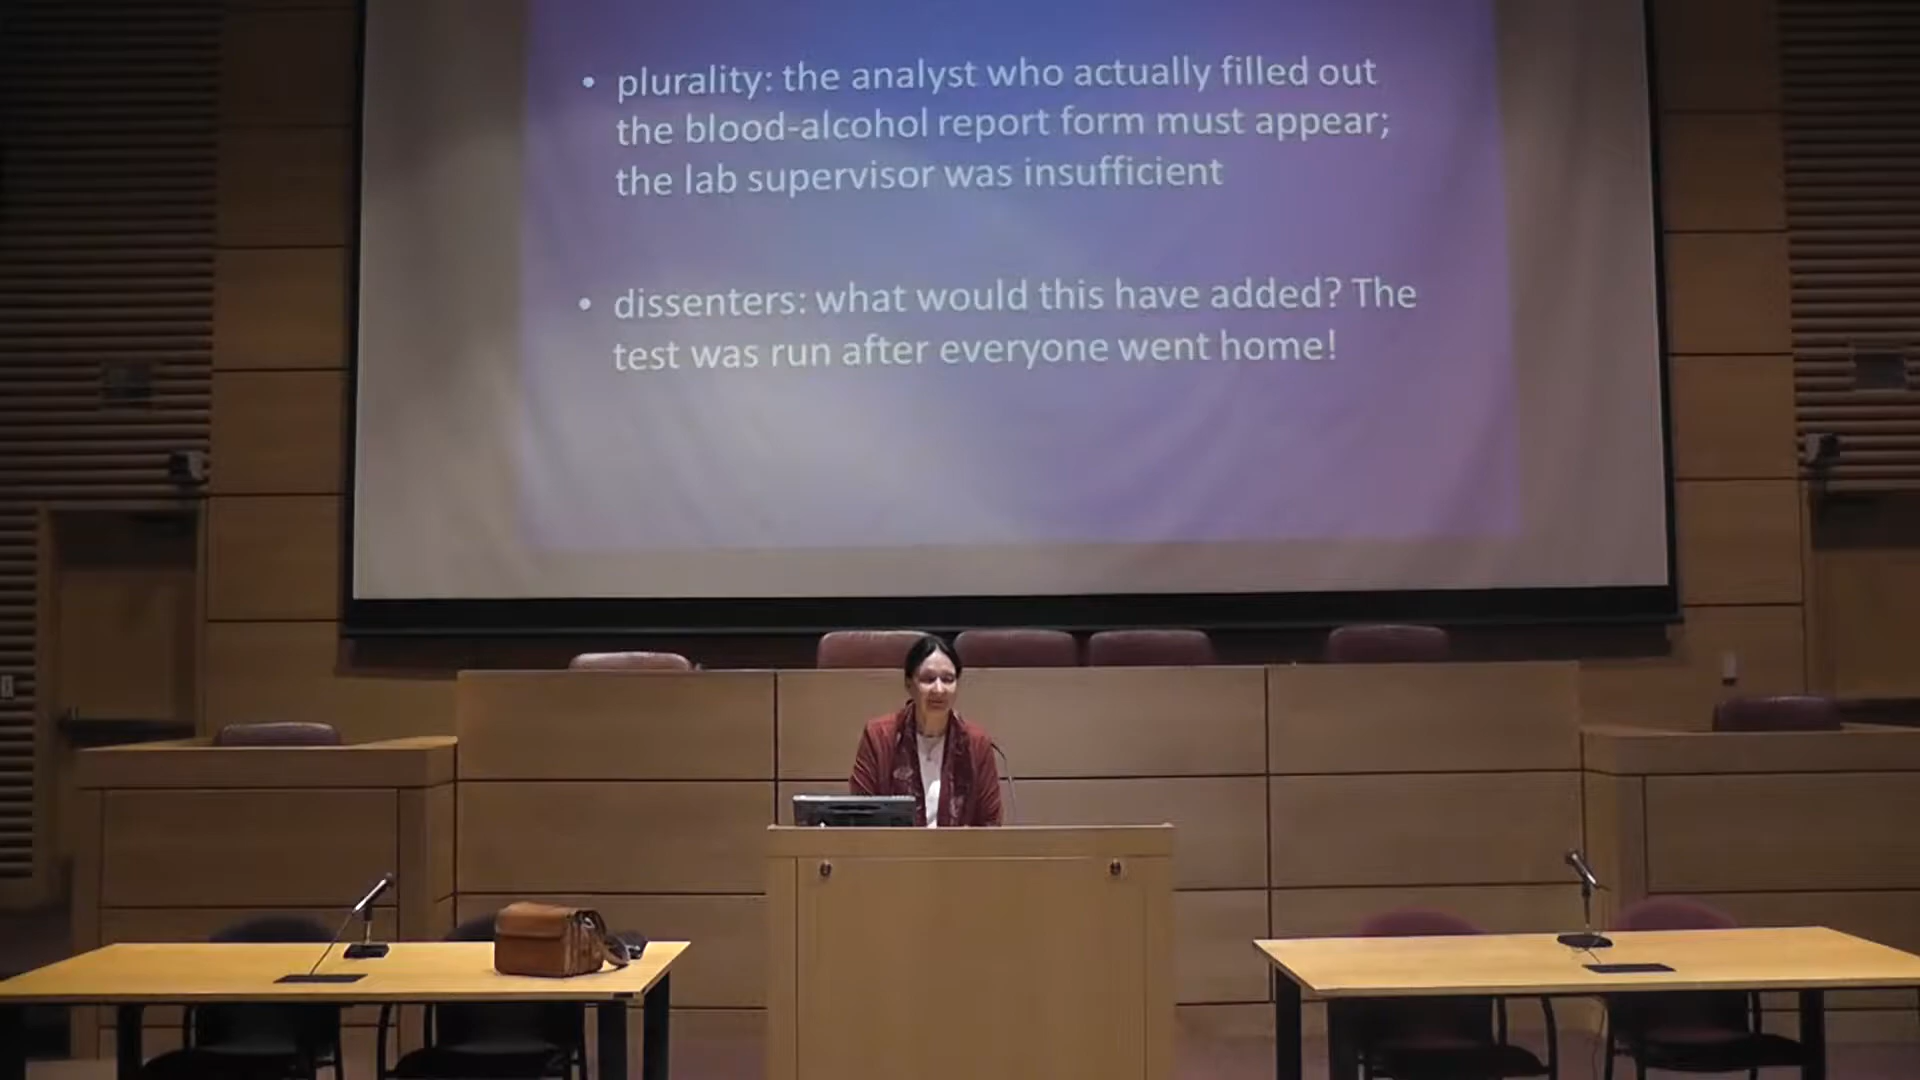 • plurality: the analyst who actually filled out
the blood-alcohol report form must appear;
the lab supervisor was insufficient
• dissenters: what would this have added? The
test was run after everyone went home!